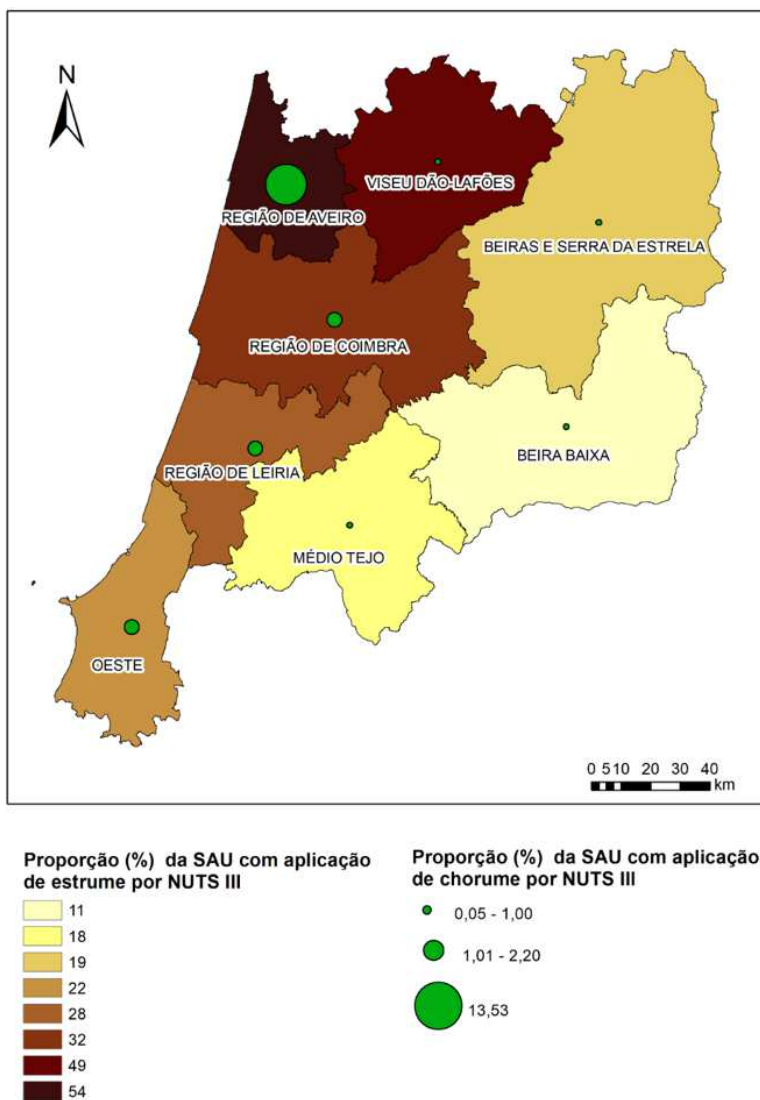 N
VISEU DÃO-LAFÕES
REGIÃO DE AVEIRO
BEIRAS E SERRA DA ESTRELA
REGIÃO DE COIMBRA
BEIRA BAIXA
REGIÃO DE LEIRIA
MÉDIO TEJO
OESTE
0 5 10 20 30 40
km
Proporção (%) da SAU com aplicação
de estrume por NUTS III
11
18
19
22
28
32
49
54
Proporção (%) da SAU com aplicação
de chorume por NUTS III
0,05 - 1,00
1,01 - 2,20
13,53